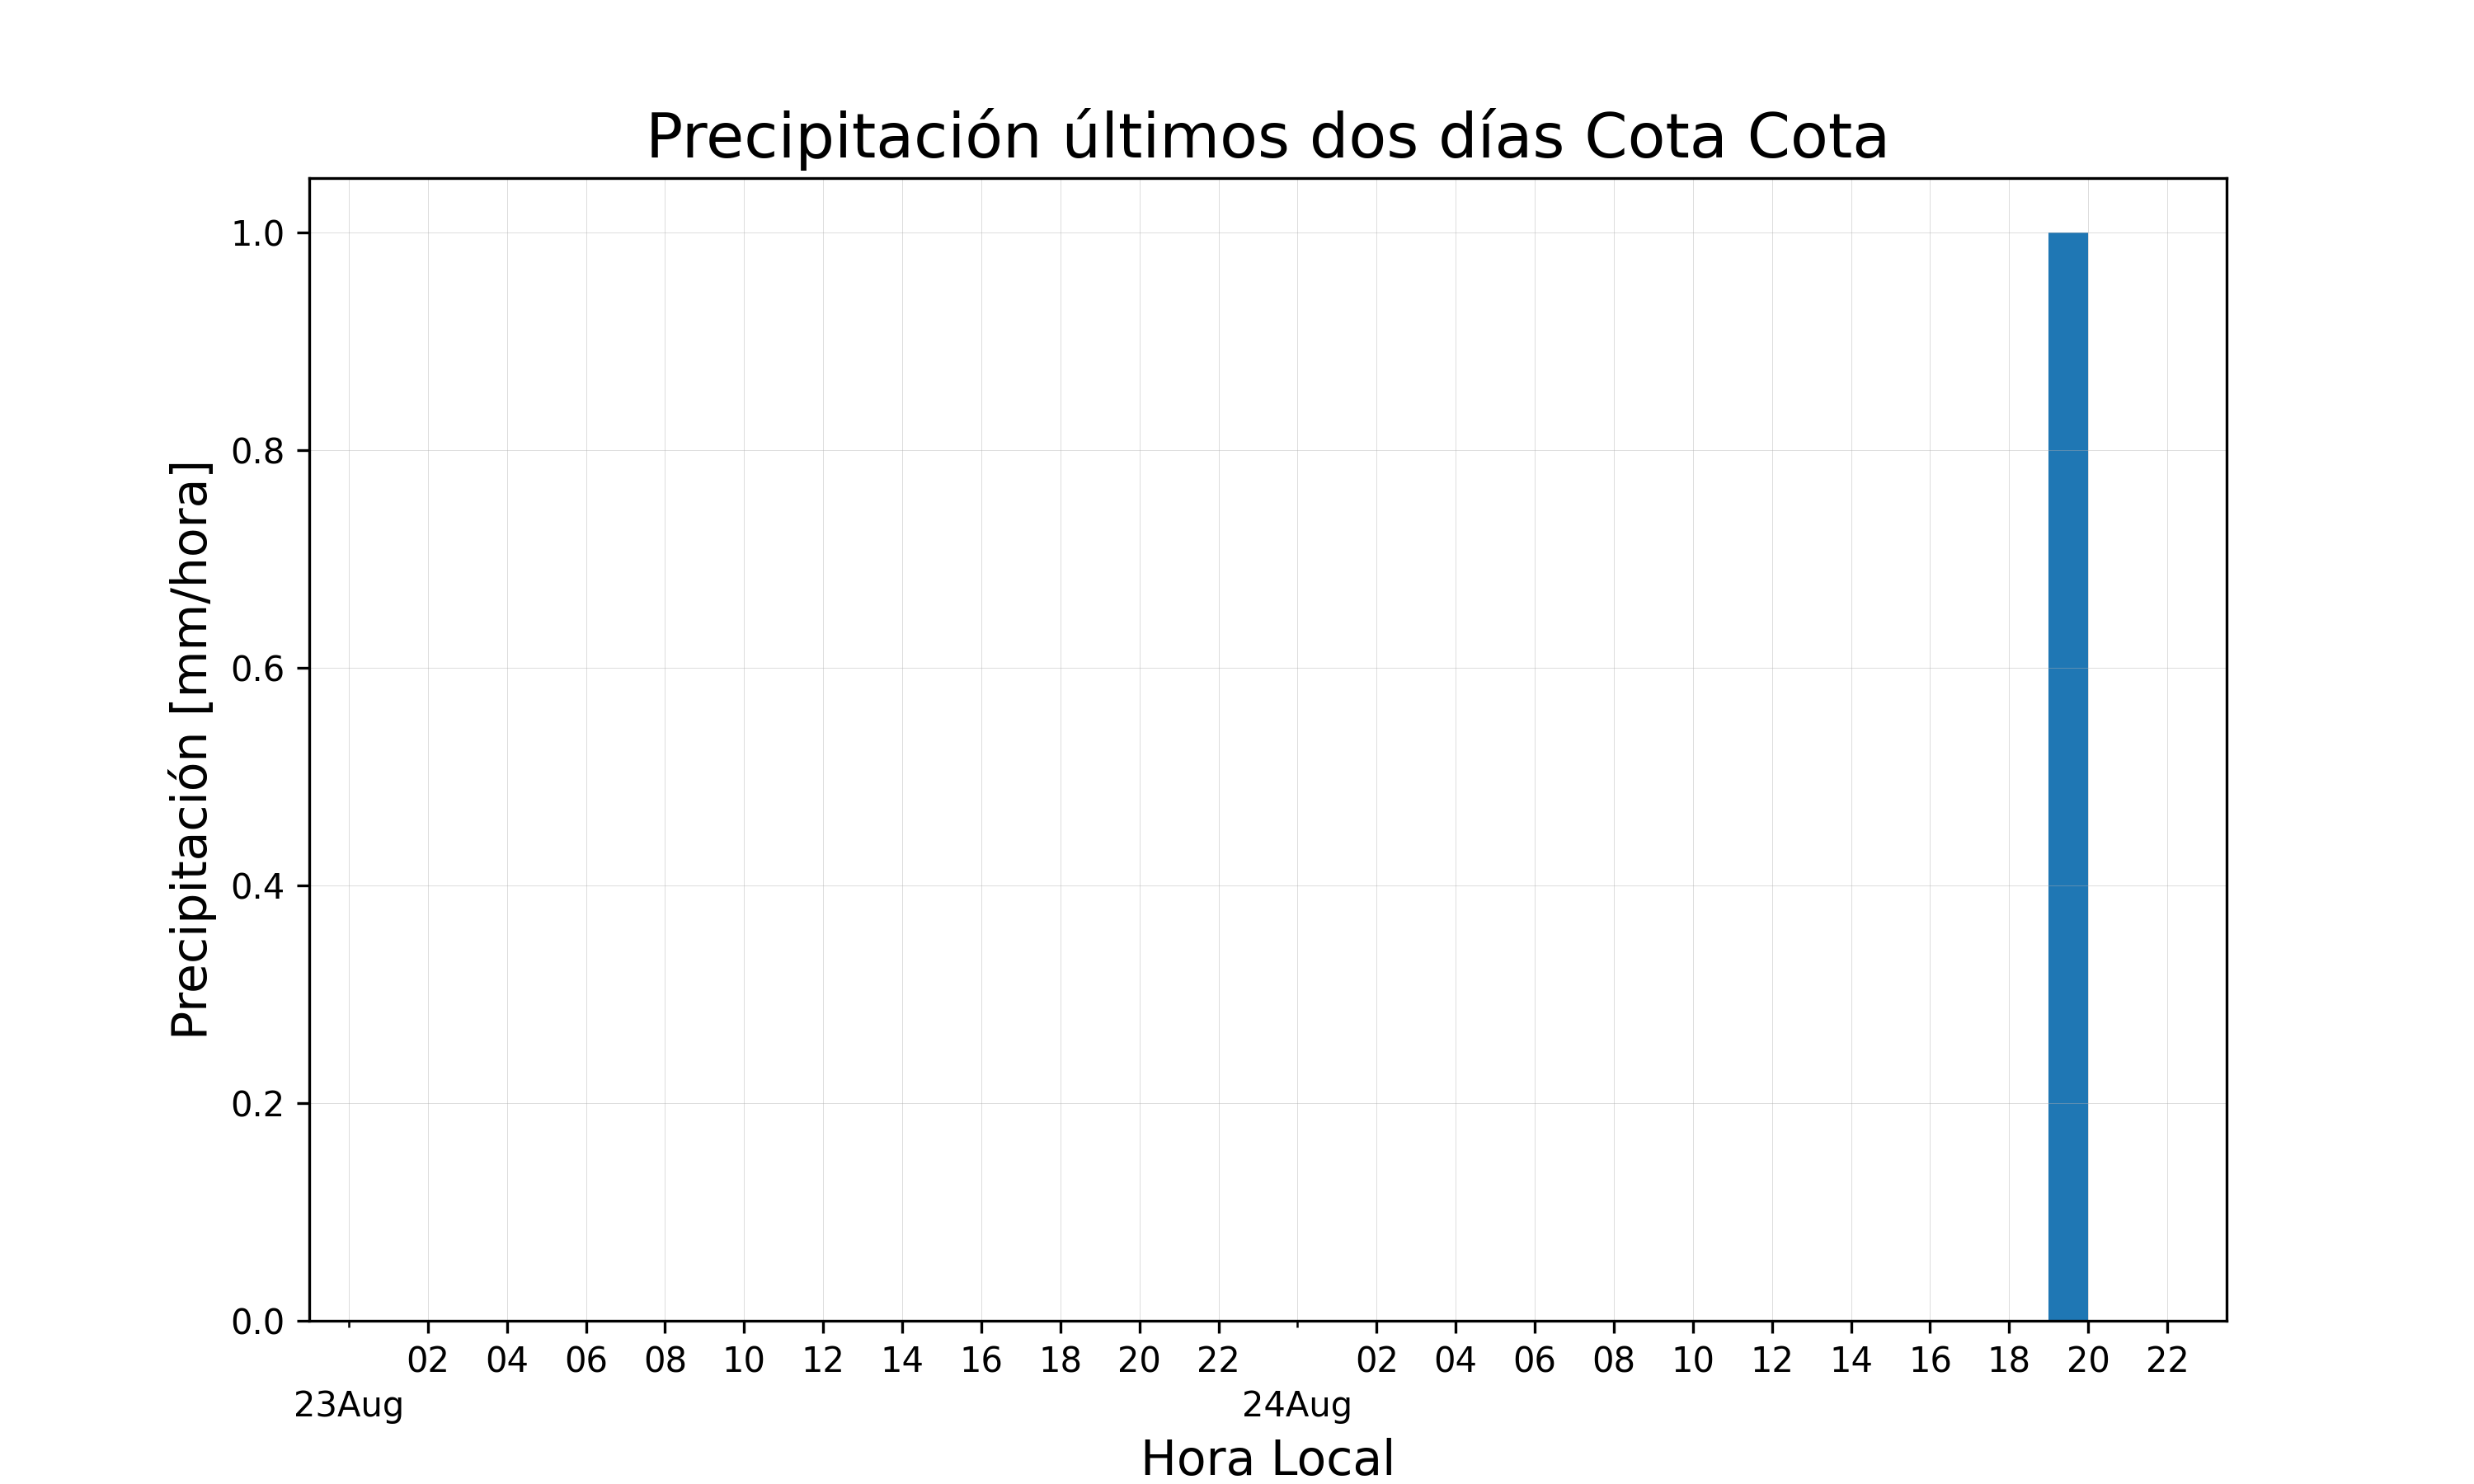 Precipitación últimos dos días Cota Cota
Precipitación [mm/hora]
1.0
0.8
0.6
0.4
0.2
0.0
02 04 06 08 10 12 14 16 18 20 22 02 04 06 08 10 12 14 16 18 20 22
23Aug 24Aug
Hora Local